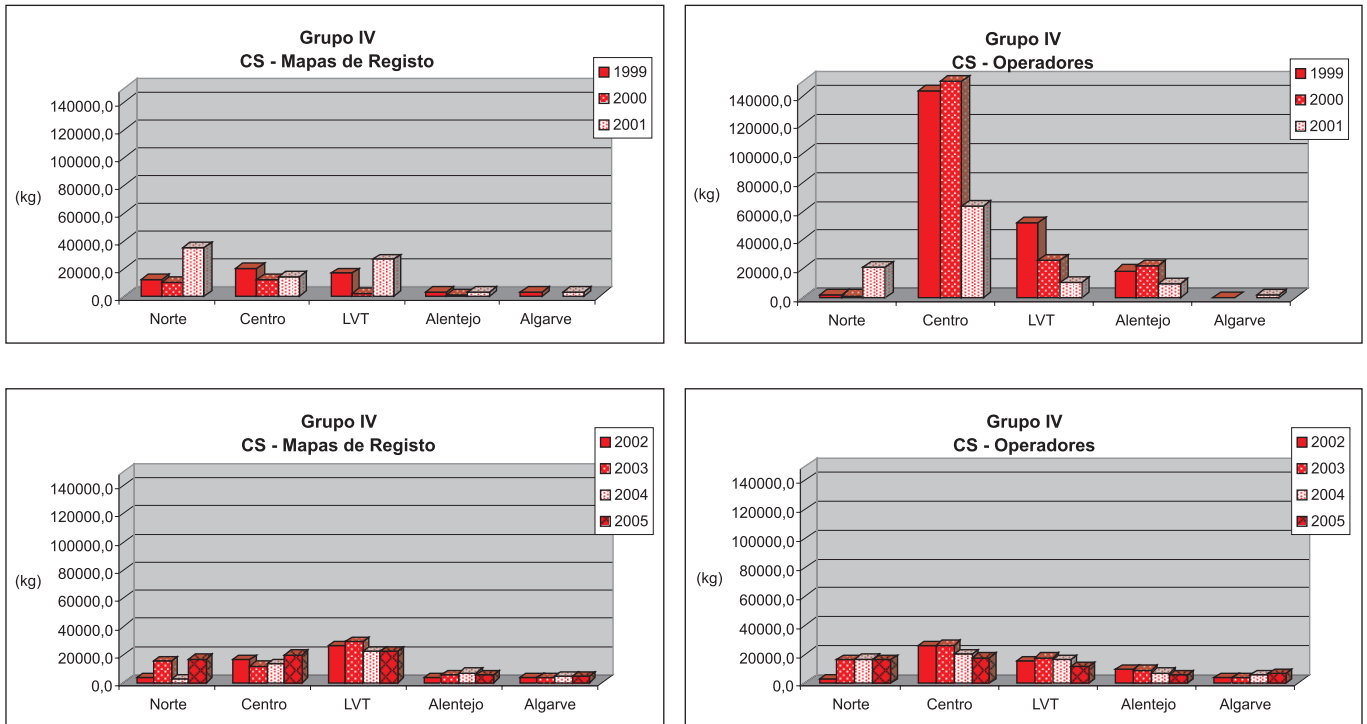 Grupo IV
CS - Mapas de Registo
1999
2000
2001
140000,0
120000,0
100000,0
80000,0
60000,0
40000,0
20000,0
0,0
(kg)
Norte Centro LVT Alentejo Algarve
Grupo IV
CS - Operadores
1999
2000
2001
140000,0
120000,0
100000,0
80000,0
60000,0
40000,0
20000,0
0,0
(kg)
Norte Centro LVT Alentejo Algarve
Grupo IV
CS - Mapas de Registo
2002
2003
2004
2005
140000,0
120000,0
100000,0
80000,0
60000,0
40000,0
20000,0
0,0
(kg)
Norte Centro LVT Alentejo Algarve
Grupo IV
CS - Operadores
2002
2003
2004
2005
140000,0
120000,0
100000,0
80000,0
60000,0
40000,0
20000,0
0,0
(kg)
Norte Centro LVT Alentejo Algarve